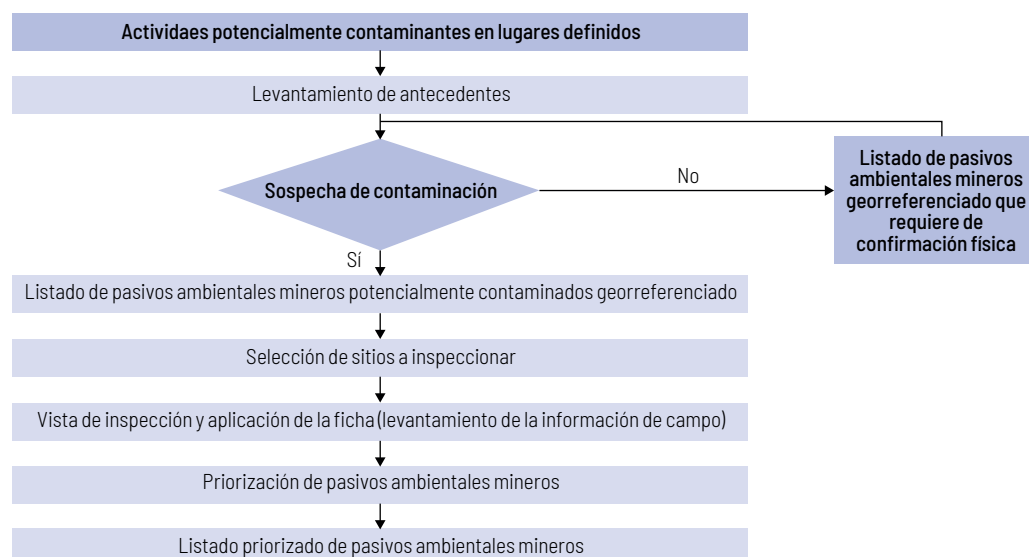 Actividaes potencialmente contaminantes en lugares definidos
Levantamiento de antecedentes
Sospecha de contaminación
No
Listado de pasivos
ambientales mineros
georreferenciado que
requiere de
confirmación física
Sí
Listado de pasivos ambientales mineros potencialmente contaminados georreferenciado
Selección de sitios a inspeccionar
Vista de inspección y aplicación de la ficha (levantamiento de la información de campo)
Priorización de pasivos ambientales mineros
Listado priorizado de pasivos ambientales mineros